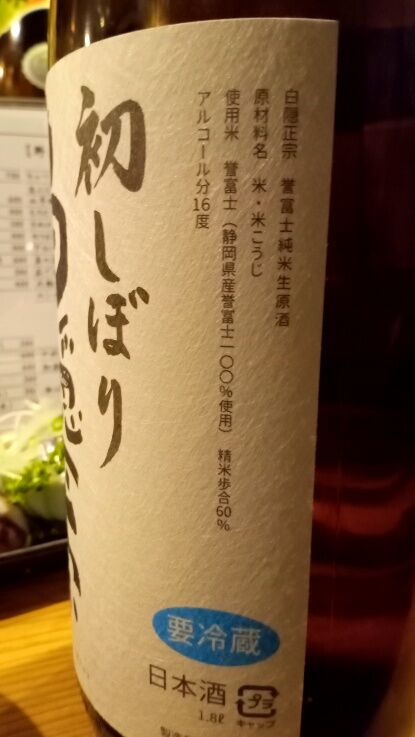 白隠正宗 誉富士純米生原酒
原材料名 米・米こうじ
使用米 誉富士(静岡県産誉富士一〇〇%使用) 精米歩合60%
アルコール分16度
初しぼり
要冷蔵
日本酒
1.8ℓ
プラ
キャップ